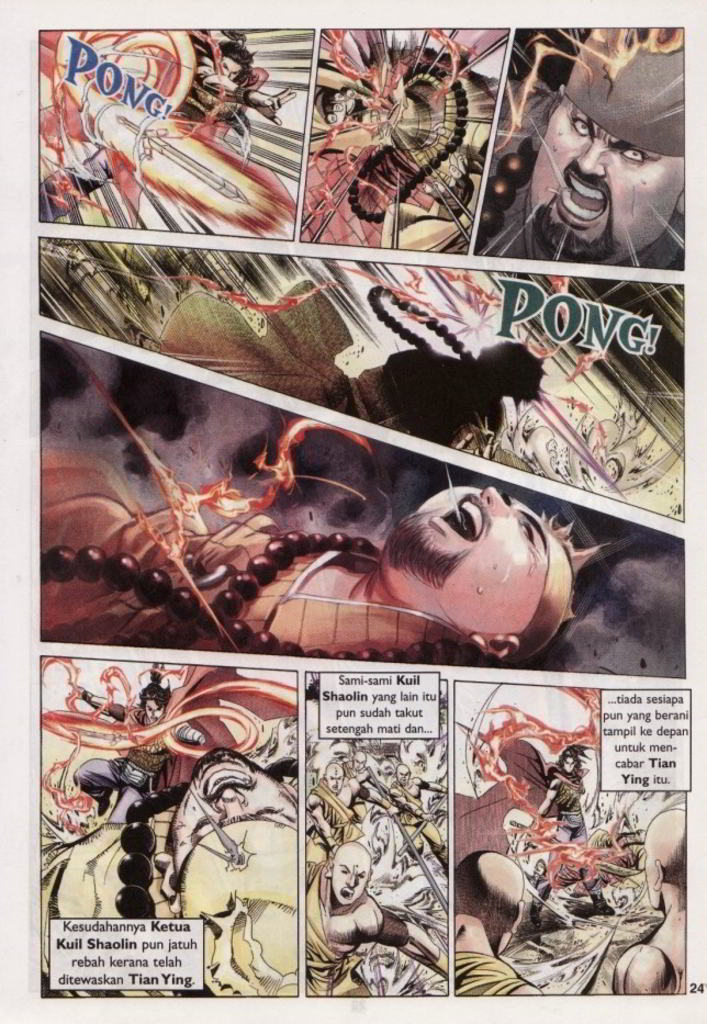 PONG!
PONG!
Kesudahannya Ketua
Kuil Shaolin pun jatuh
rebah kerana telah
ditewaskan Tian Ying.
Sami-sami Kuil
Shaolin yang lain itu
pun sudah takut
setengah mati dan...
...tiada sesiapa
pun yang berani
tampil ke depan
untuk men-
cabar Tian
Ying itu.